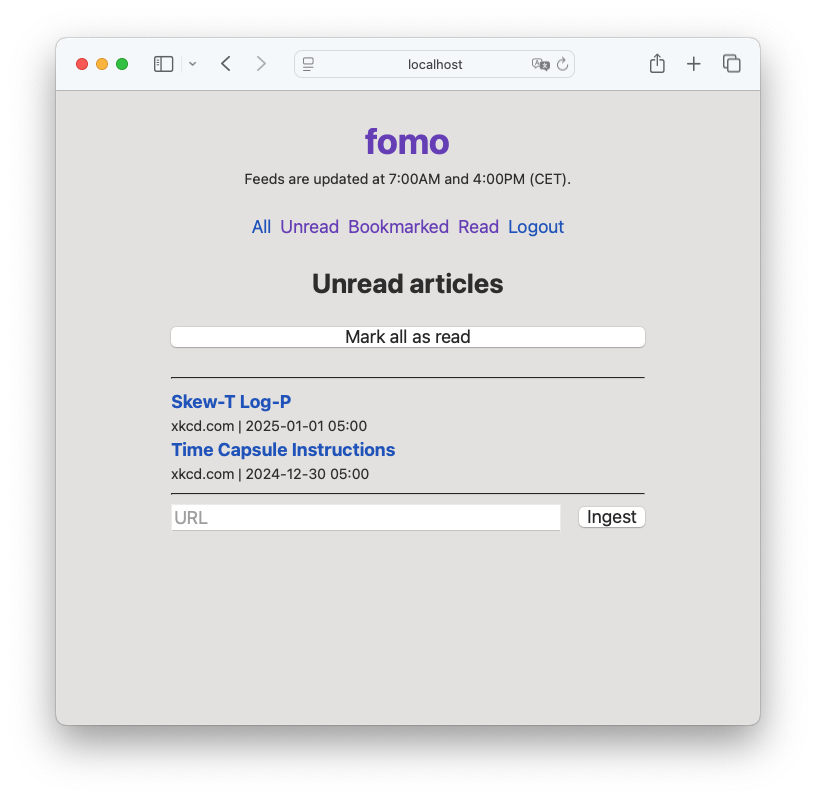 localhost
fomo
Feeds are updated at 7:00AM and 4:00PM (CET).
All Unread Bookmarked Read Logout
Unread articles
Mark all as read
Skew-T Log-P
xkcd.com | 2025-01-01 05:00
Time Capsule Instructions
xkcd.com | 2024-12-30 05:00
URL Ingest